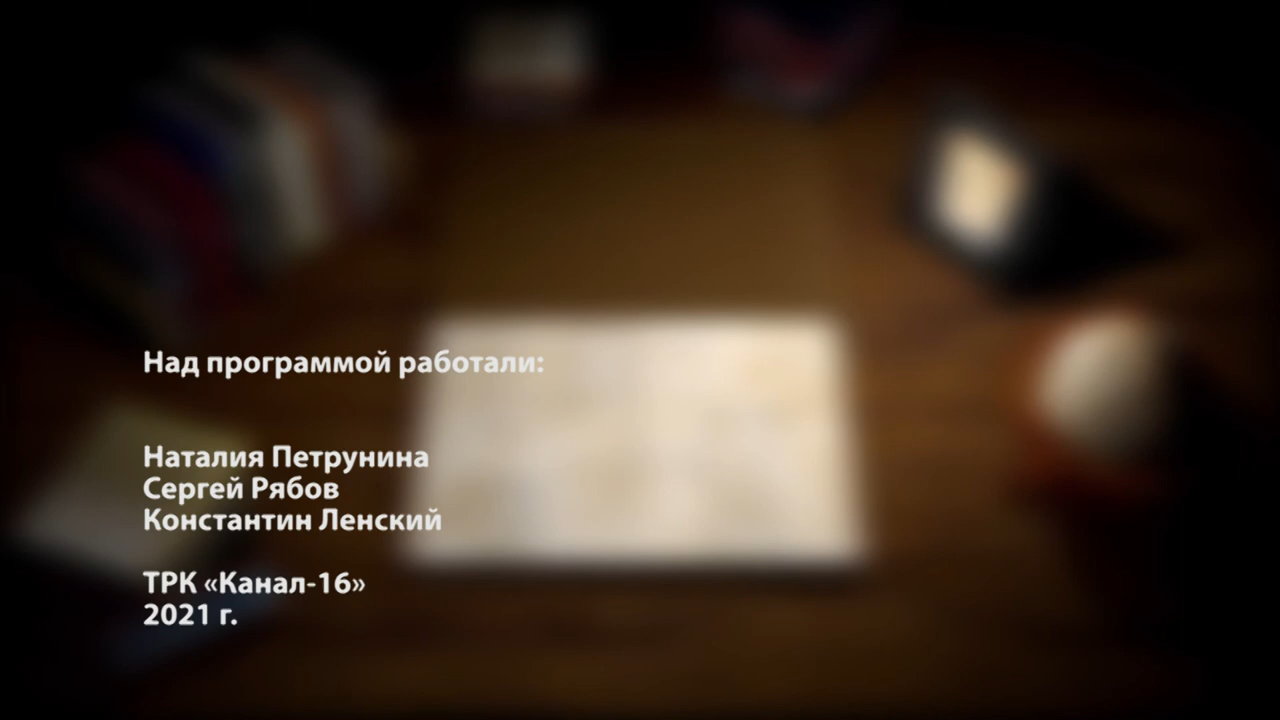 Над программой работали:
Наталия Петрунина
Сергей Рябов
Константин Ленский
ТРК «Канал-16»
2021 г.